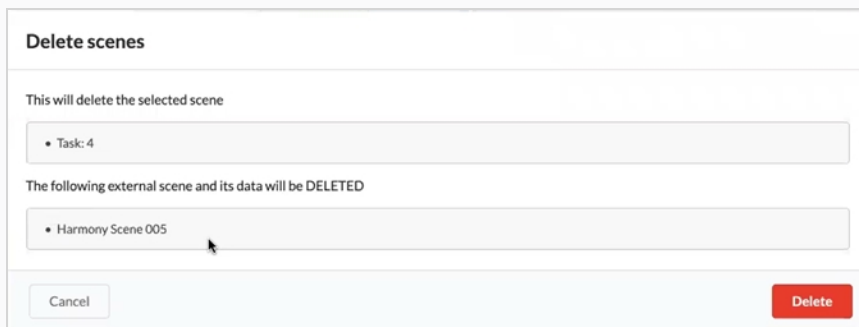 Delete scenes
This will delete the selected scene
• Task: 4
The following external scene and its data will be DELETED
• Harmony Scene 005
Cancel
Delete